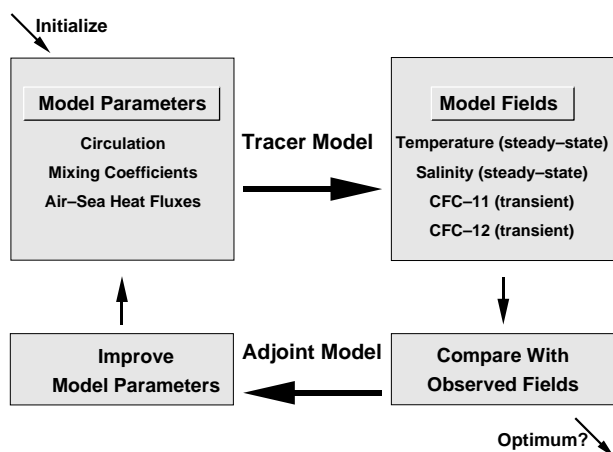 Initialize
Model Parameters
Circulation
Mixing Coefficients
Air–Sea Heat Fluxes
Tracer Model
Model Fields
Temperature (steady–state)
Salinity (steady–state)
CFC–11 (transient)
CFC–12 (transient)
Improve
Model Parameters
Adjoint Model
Compare With
Observed Fields
Optimum?